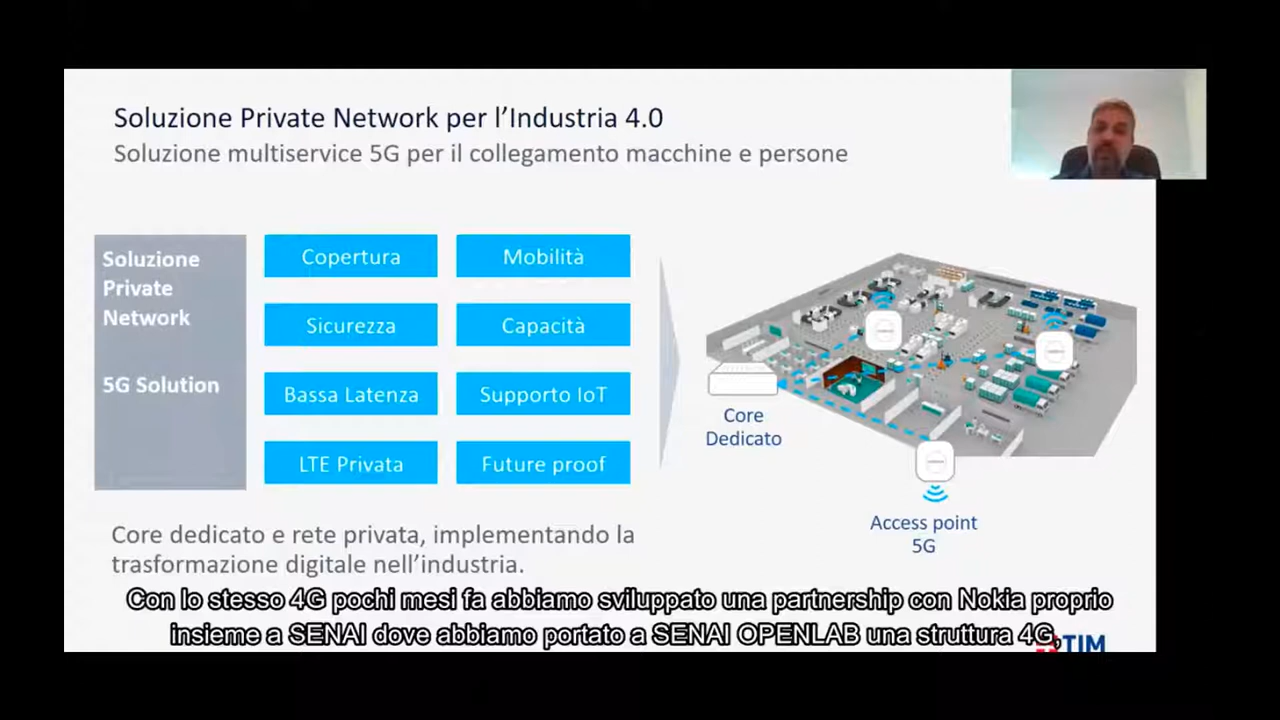 Soluzione Private Network per l'Industria 4.0
Soluzione multiservice 5G per il collegamento macchine e persone
Soluzione
Private
Network
5G Solution
Copertura
Mobilità
Sicurezza
Capacità
Bassa Latenza
Supporto IoT
LTE Privata
Future proof
Core
Dedicato
Access point
5G
Core dedicato e rete privata, implementando la
trasformazione digitale nell'industria.
Con lo stesso 4G pochi mesi fa abbiamo sviluppato una partnership con Nokia proprio
insieme a SENAI dove abbiamo portato a SENAI OPENLAB una struttura 4G,
TIM